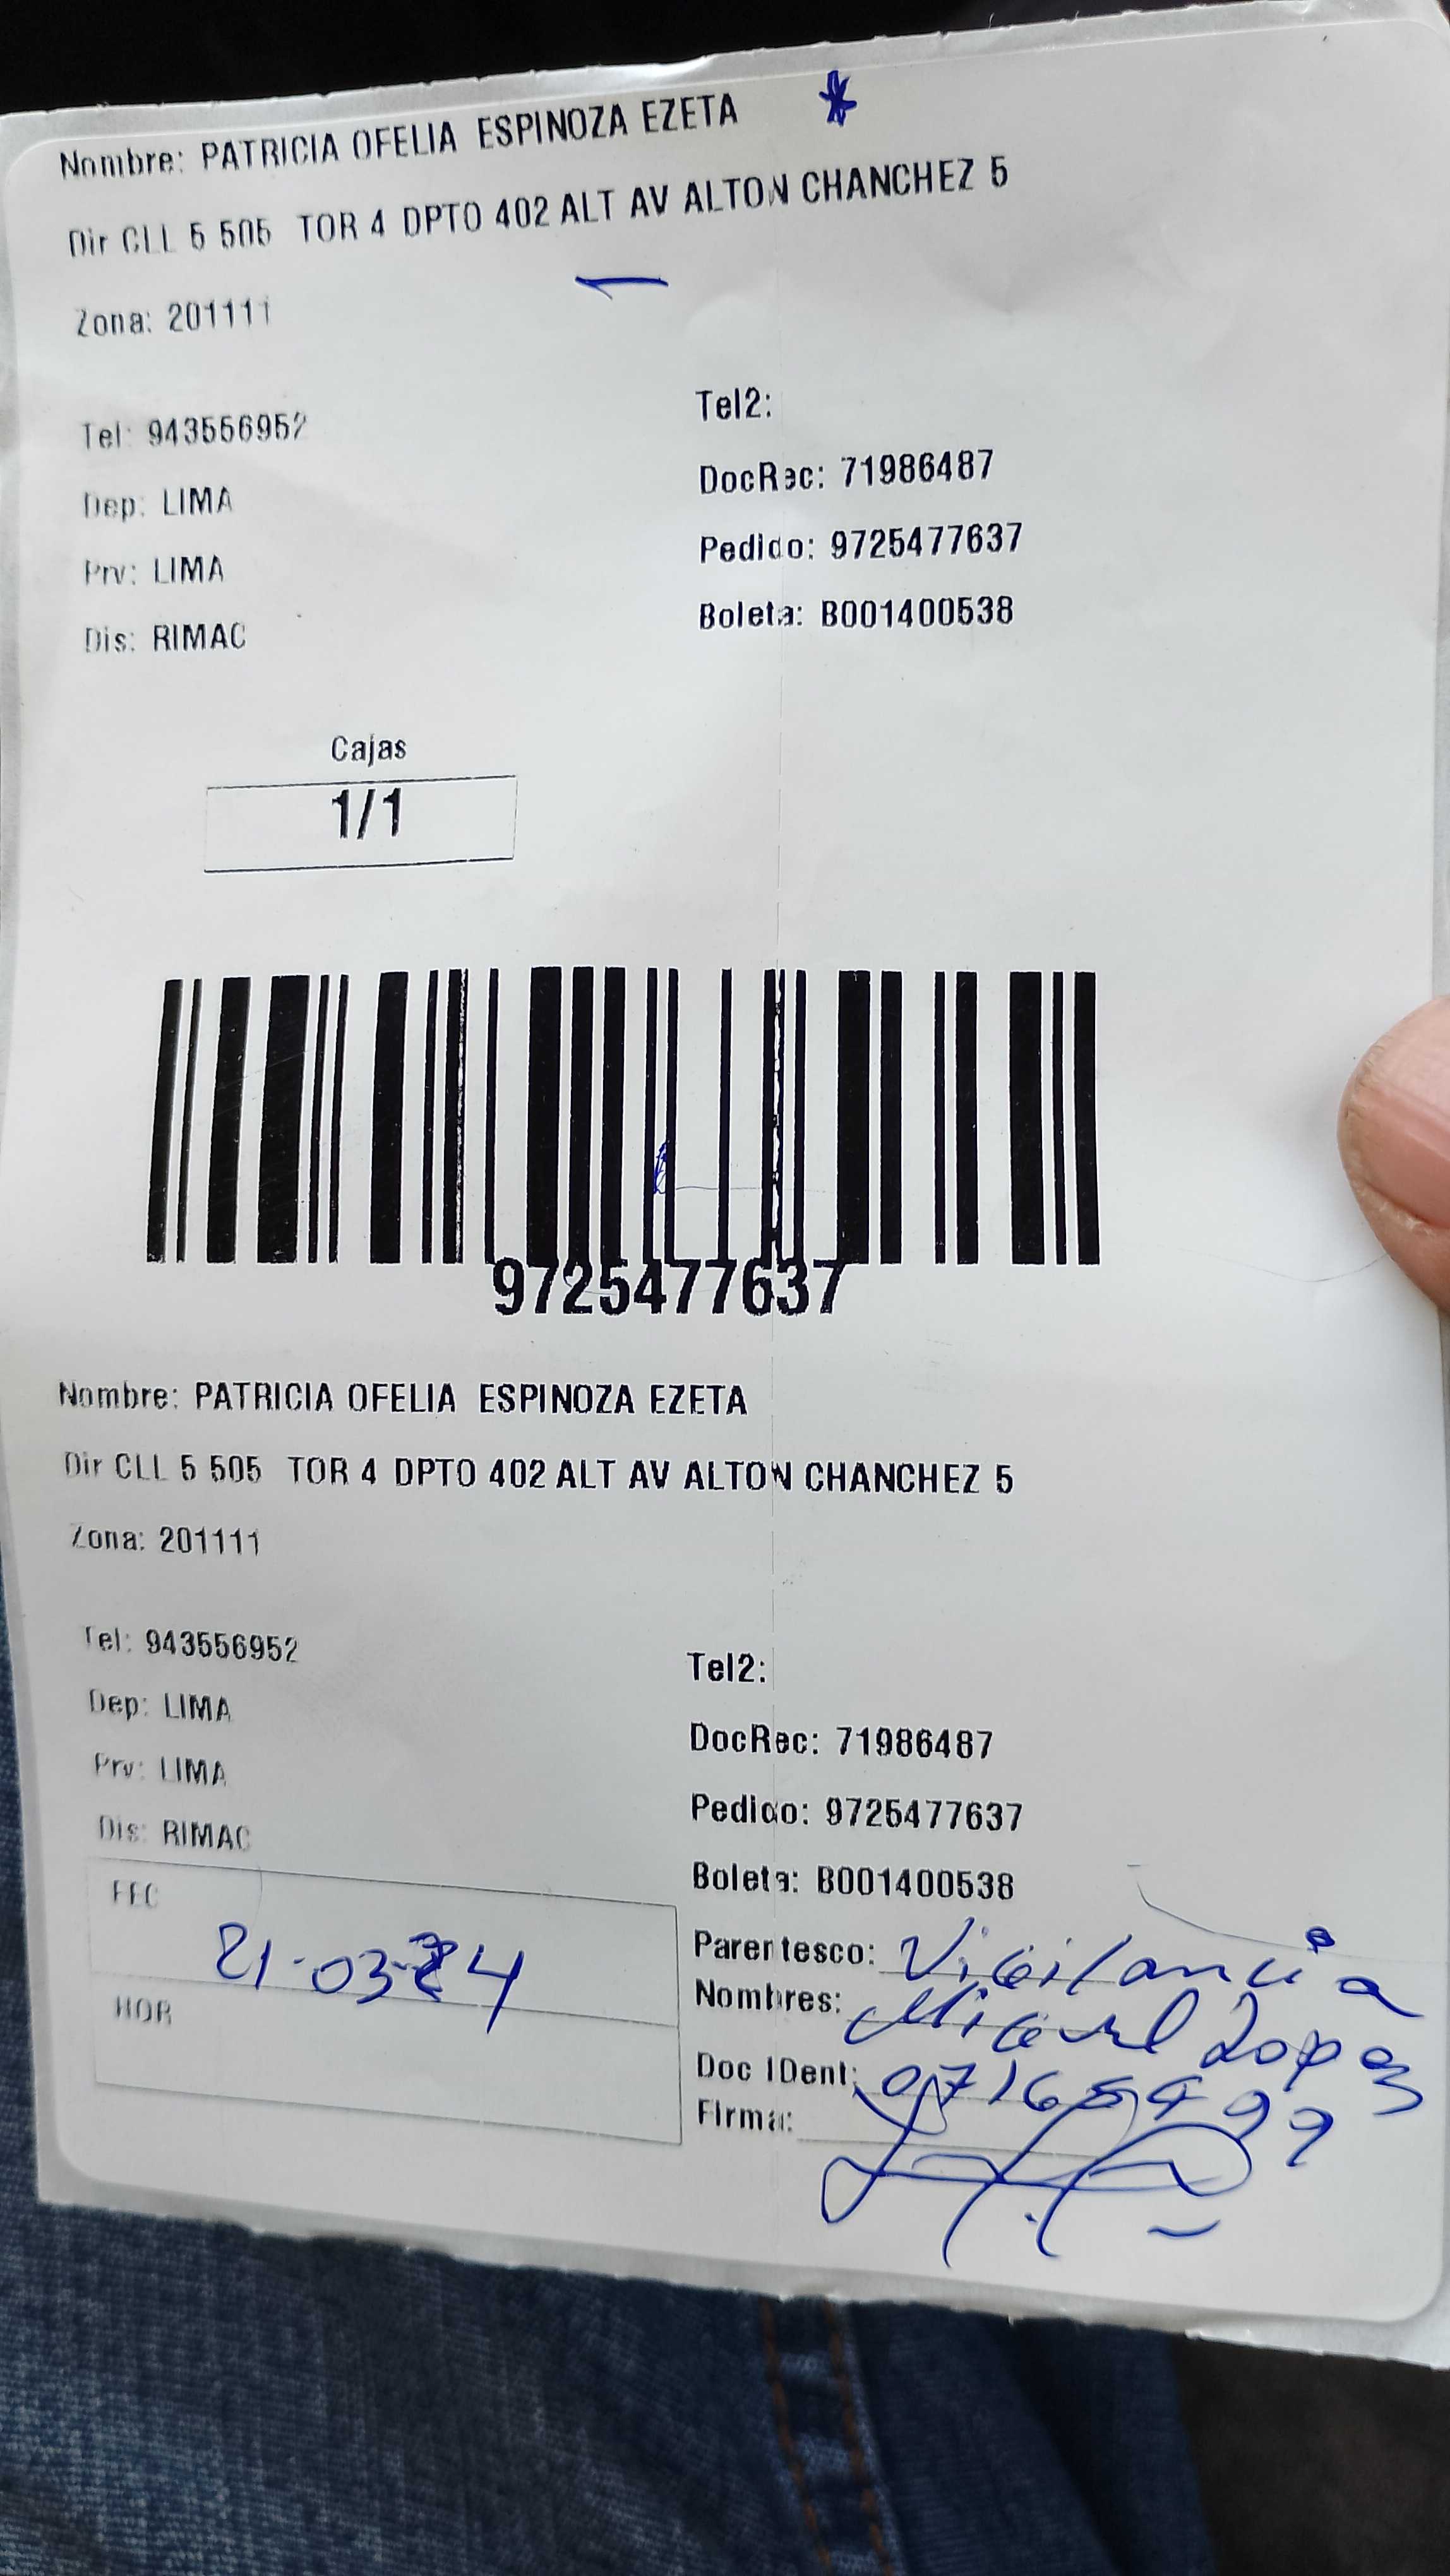 Nombre: PATRICIA OFELIA ESPINOZA EZETA *
Dir CLL 5 505 TOR 4 DPTO 402 ALT AV ALTON CHANCHEZ 5
Zona: 201111
Tel: 943556952
Tel2:
DocRec: 71986487
Dep: LIMA
Pedido: 9725477637
Prv: LIMA
Boleta: B001400538
Dis: RIMAC
Cajas
1/1
9725477637
Nombre: PATRICIA OFELIA ESPINOZA EZETA
Dir CLL 5 505 TOR 4 DPTO 402 ALT AV ALTON CHANCHEZ 5
Zona: 201111
Tel: 943556952
Tel2:
Dep: LIMA
DocRec: 71986487
Prv: LIMA
Pedido: 9725477637
Dis: RIMAC
Boleta: B001400538
FEC
21-03-24
HOR
Parentesco: Vigilancia
Nombres: Miguel Lopez
Doc IDent:
Firma: